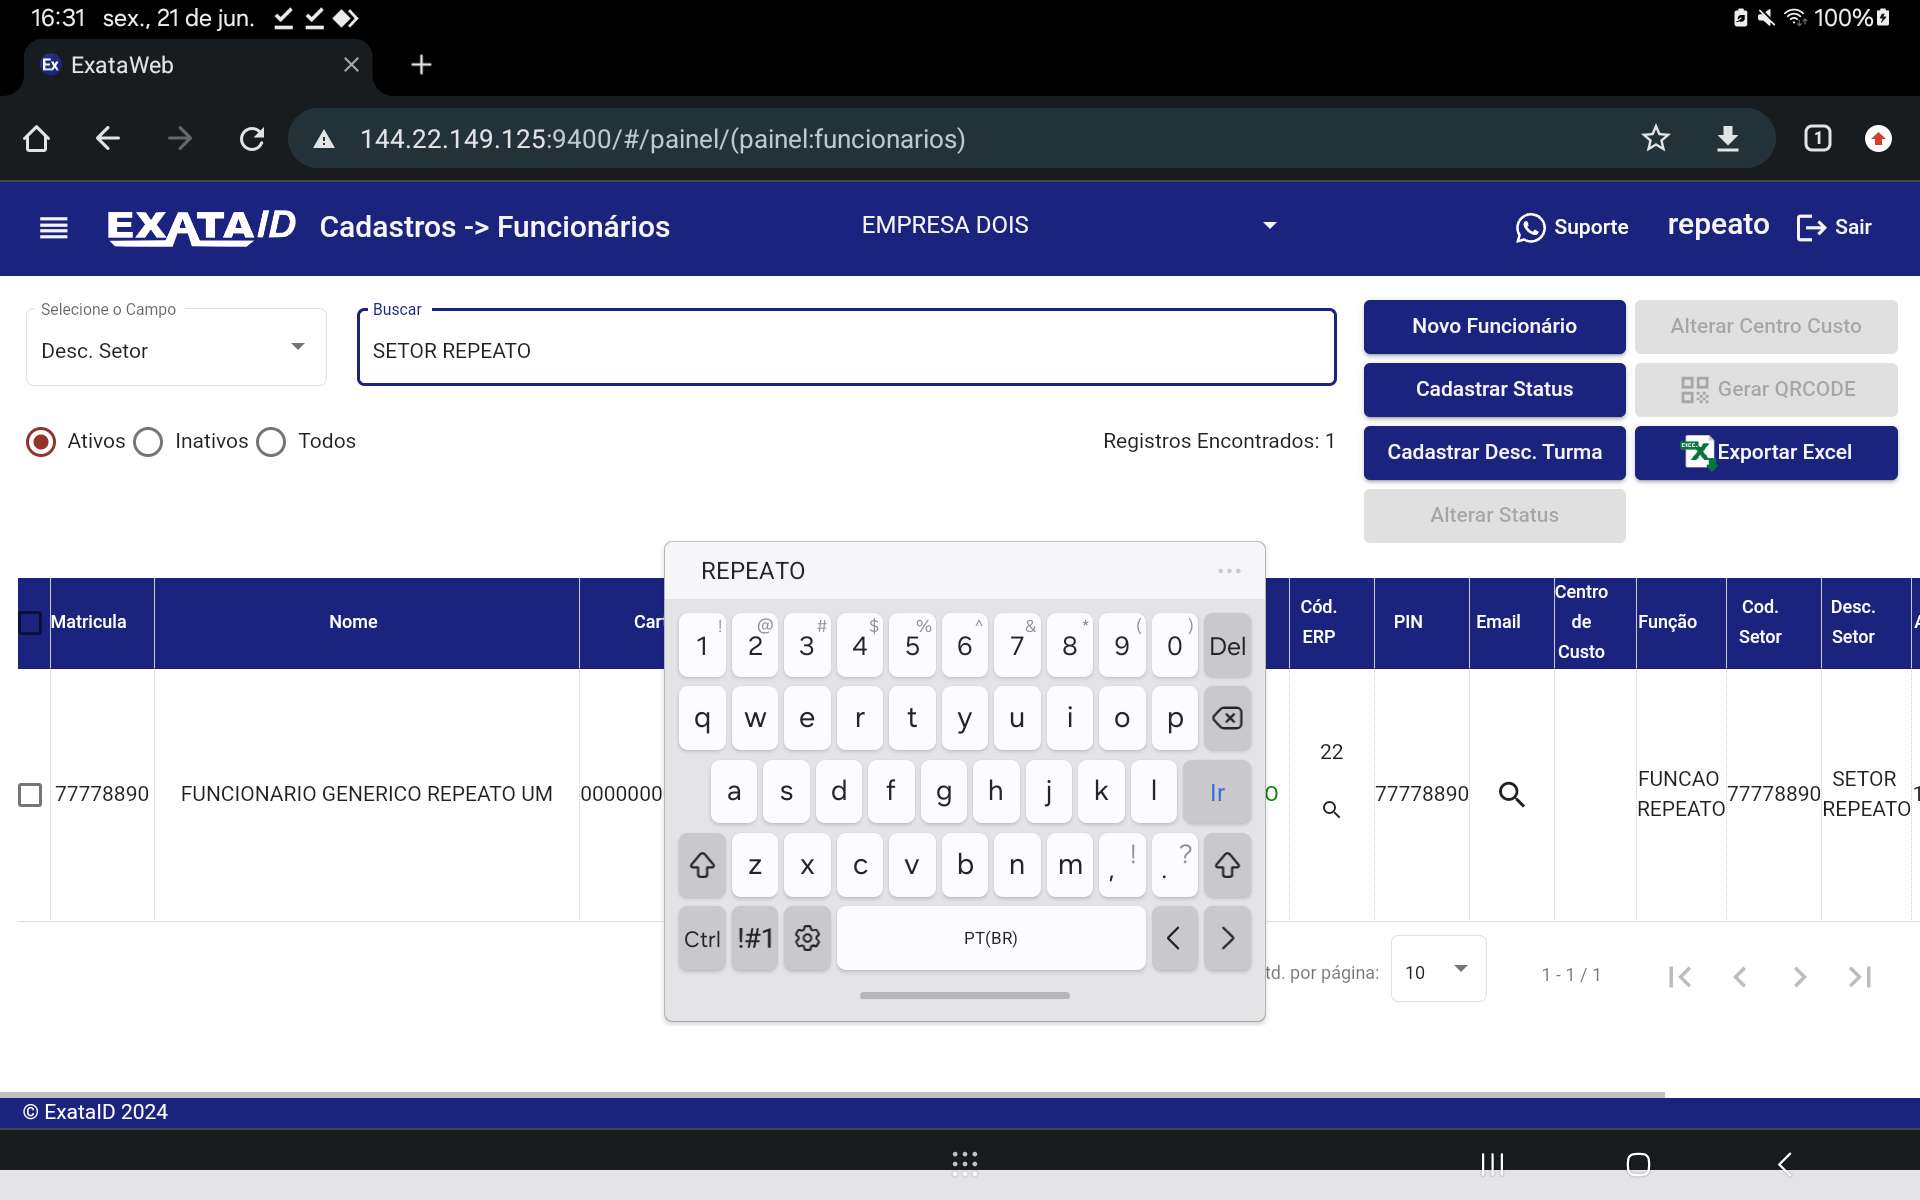 16:31 sex., 21 de jun. 100%
Ex ExataWeb
144.22.149.125:9400/#/painel/(painel:funcionarios) 1
EXATAID Cadastros -> Funcionários EMPRESA DOIS Suporte repeato Sair
Selecione o Campo
Desc. Setor
Buscar
SETOR REPEATO
Novo Funcionário Alterar Centro Custo
Cadastrar Status Gerar QRCODE
Ativos Inativos Todos Registros Encontrados: 1
Cadastrar Desc. Turma Exportar Excel
Alterar Status
Matricula Nome Car Cód. ERP PIN Email Centro de Custo Função Cod. Setor Desc. Setor
77778890 FUNCIONARIO GENERICO REPEATO UM 0000000 O 22 77778890 FUNCAO REPEATO 77778890 SETOR REPEATO 1
REPEATO ...
! @ # $ % ^ & * ( )
1 2 3 4 5 6 7 8 9 0 Del
q w e r t y u i o p
a s d f g h j k l Ir
z x c v b n m , ! . ?
Ctrl !#1 PT(BR)
td. por página: 10 1 - 1 / 1
© ExataID 2024